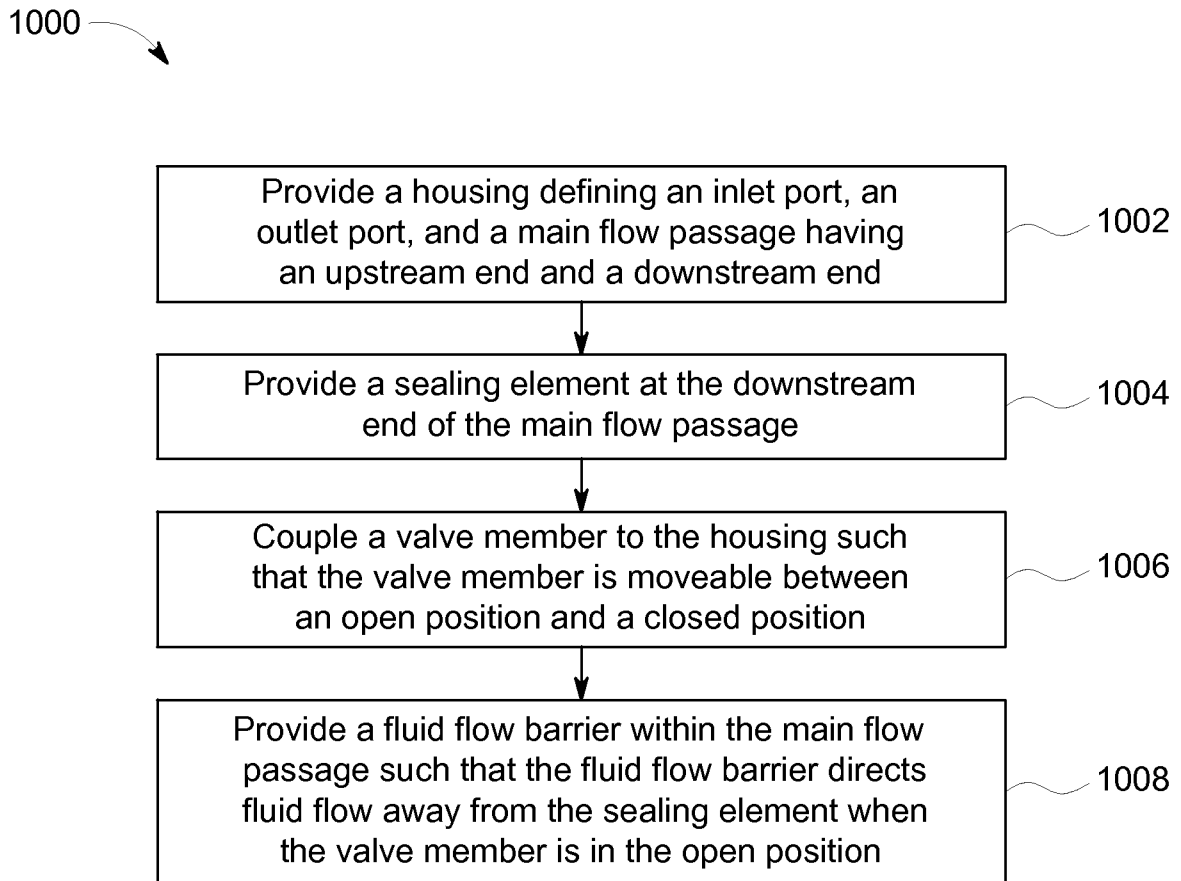 1000
Provide a housing defining an inlet port, an
outlet port, and a main flow passage having
an upstream end and a downstream end
1002
Provide a sealing element at the downstream
end of the main flow passage
1004
Couple a valve member to the housing such
that the valve member is moveable between
an open position and a closed position
1006
Provide a fluid flow barrier within the main flow
passage such that the fluid flow barrier directs
fluid flow away from the sealing element when
the valve member is in the open position
1008